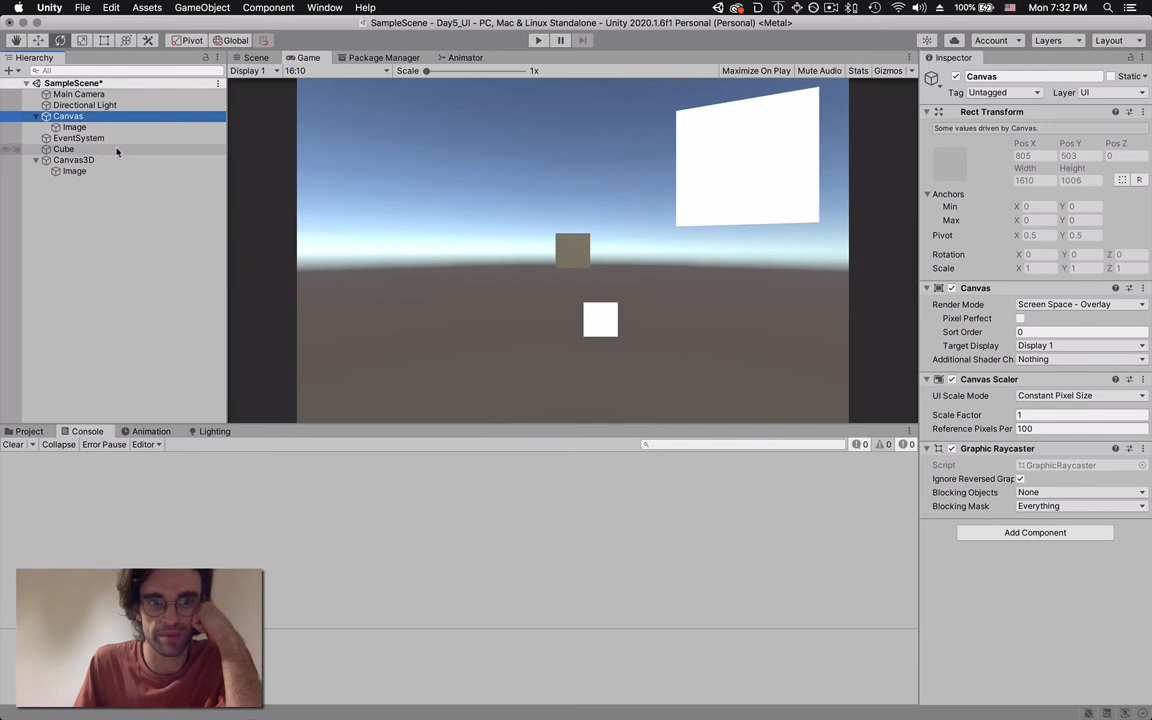 Unity File Edit Assets GameObject Component Window Help 100% Mon 7:32 PM
SampleScene - Day5_UI - PC, Mac & Linux Standalone - Unity 2020.1.6f1 Personal (Personal) <Metal>
Pivot Global Account Layers Layout
Hierarchy Scene Game Package Manager Animator Inspector
All
Display 1 16:10 Scale 1x Maximize On Play Mute Audio Stats Gizmos
SampleScene*
Main Camera
Directional Light
Canvas
Image
EventSystem
Cube
Canvas3D
Image
Canvas Static
Tag Untagged Layer UI
Rect Transform
Some values driven by Canvas.
Pos X Pos Y Pos Z
805 503 0
Width Height
1610 1006 R
Anchors
Min X 0 Y 0
Max X 0 Y 0
Pivot X 0.5 Y 0.5
Rotation X 0 Y 0 Z 0
Scale X 1 Y 1 Z 1
Canvas
Render Mode Screen Space - Overlay
Pixel Perfect
Sort Order 0
Target Display Display 1
Additional Shader Ch Nothing
Canvas Scaler
UI Scale Mode Constant Pixel Size
Scale Factor 1
Reference Pixels Per 100
Graphic Raycaster
Script GraphicRaycaster
Ignore Reversed Grap
Blocking Objects None
Blocking Mask Everything
Add Component
Project Console Animation Lighting
Clear Collapse Error Pause Editor 0 0 0